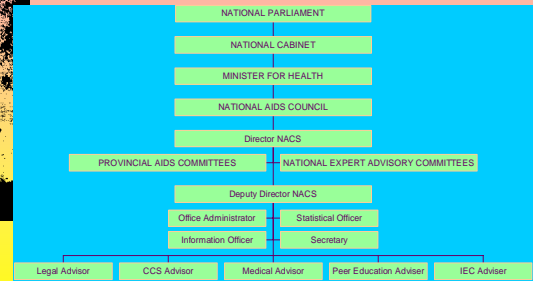 NATIONAL PARLIAMENT
NATIONAL CABINET
MINISTER FOR HEALTH
NATIONAL AIDS COUNCIL
Director NACS
PROVINCIAL AIDS COMMITTEES
NATIONAL EXPERT ADVISORY COMMITTEES
Deputy Director NACS
Office Administrator
Statistical Officer
Information Officer
Secretary
Legal Advisor
CCS Advisor
Medical Advisor
Peer Education Adviser
IEC Adviser